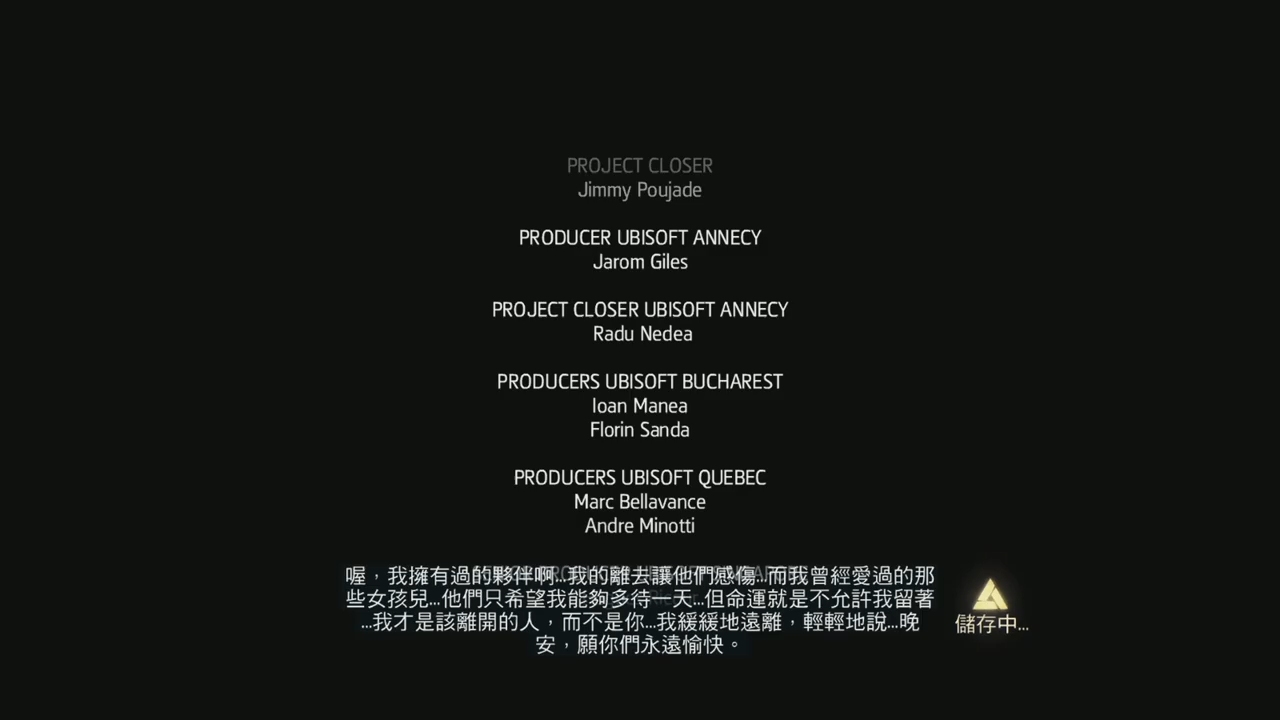 PROJECT CLOSER
Jimmy Poujade
PRODUCER UBISOFT ANNECY
Jarom Giles
PROJECT CLOSER UBISOFT ANNECY
Radu Nedea
PRODUCERS UBISOFT BUCHAREST
Ioan Manea
Florin Sanda
PRODUCERS UBISOFT QUEBEC
Marc Bellavance
Andre Minotti
喔，我擁有過的夥伴啊...我的離去讓他們感傷...而我曾經愛過的那
些女孩兒...他們只希望我能夠多待一天...但命運就是不允許我留著
...我才是該離開的人，而不是你...我緩緩地遠離，輕輕地說...晚
安，願你們永遠愉快。
儲存中...